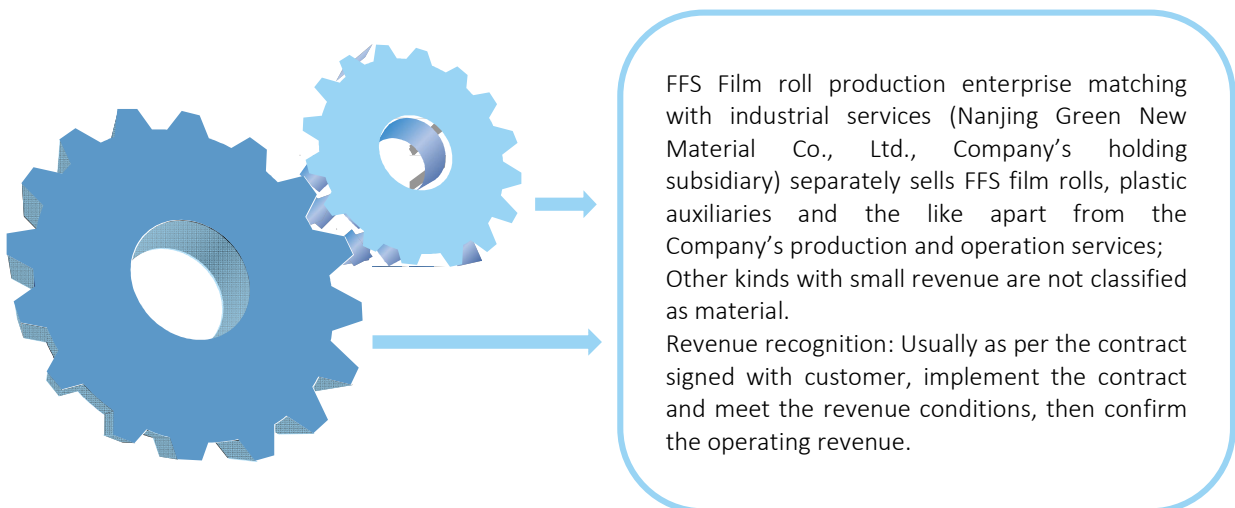 FFS Film roll production enterprise matching
with industrial services (Nanjing Green New
Material Co., Ltd., Company’s holding
subsidiary) separately sells FFS film rolls, plastic
auxiliaries and the like apart from the
Company’s production and operation services;
Other kinds with small revenue are not classified
as material.
Revenue recognition: Usually as per the contract
signed with customer, implement the contract
and meet the revenue conditions, then confirm
the operating revenue.